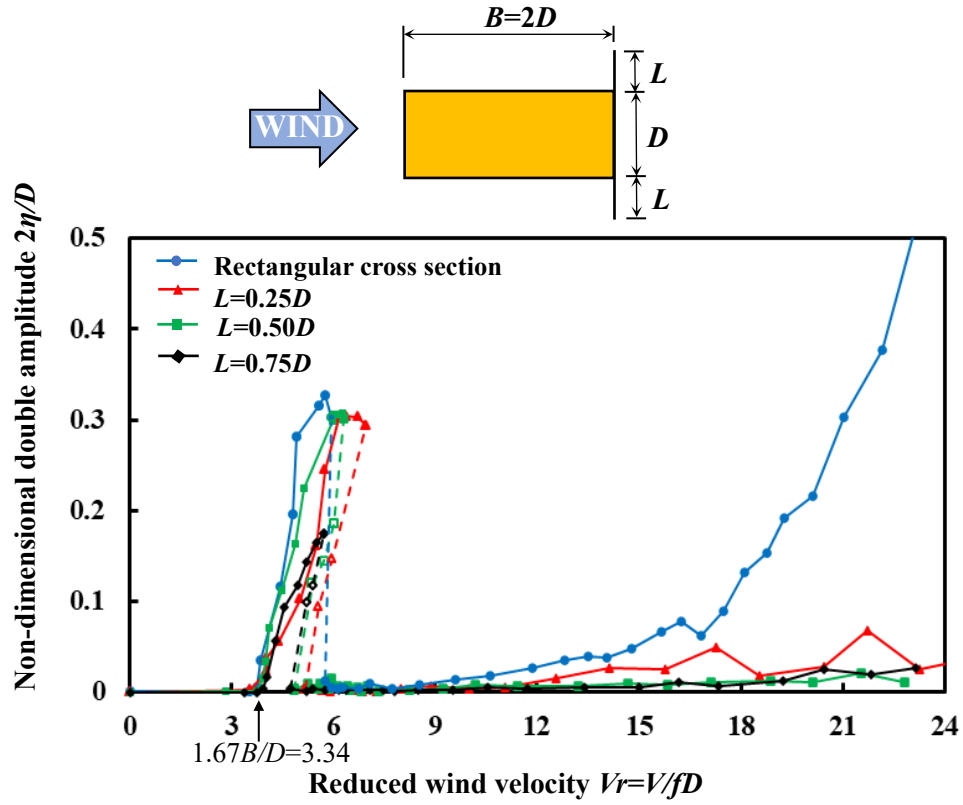 B=2D
L
WIND
D
L
Non-dimensional double amplitude 2η/D
0.5
0.4
0.3
0.2
0.1
0
Rectangular cross section
L=0.25D
L=0.50D
L=0.75D
0 3 6 9 12 15 18 21 24
1.67B/D=3.34
Reduced wind velocity Vr=V/fD